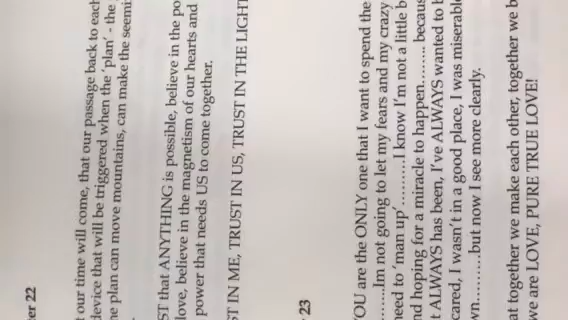 er 22
our time will come, that our passage back to each
device that will be triggered when the 'plan' - the
he plan can move mountains, can make the seemi
ST that ANYTHING is possible, believe in the po
love, believe in the magnetism of our hearts and
power that needs US to come together.
ST IN ME, TRUST IN US, TRUST IN THE LIGHT
23
YOU are the ONLY one that I want to spend the
........Im not going to let my fears and my crazy
need to 'man up'.........I know I'm not a little b
nd hoping for a miracle to happen......... becaus
t ALWAYS has been, I've ALWAYS wanted to b
cared, I wasn't in a good place, I was miserable
wn.........but now I see more clearly.
at together we make each other, together we b
we are LOVE, PURE TRUE LOVE!